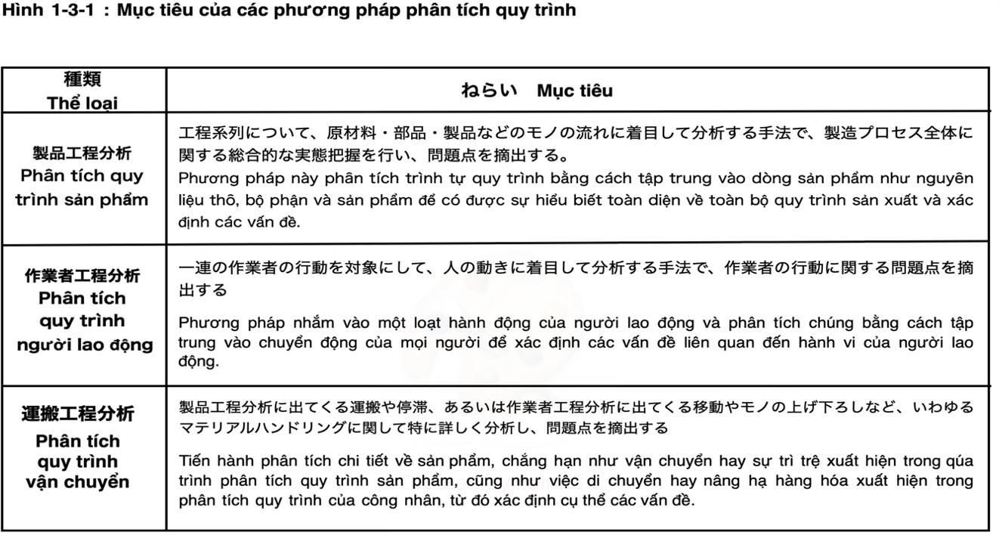 Hình 1-3-1 : Mục tiêu của các phương pháp phân tích quy trình
種類
Thể loại
ねらい Mục tiêu
製品工程分析
Phân tích quy
trình sản phẩm
工程系列について、原材料・部品・製品などのモノの流れに着目して分析する手法で、製造プロセス全体に
関する総合的な実態把握を行い、問題点を摘出する。
Phương pháp này phân tích trình tự quy trình bằng cách tập trung vào dòng sản phẩm như nguyên
liệu thô, bộ phận và sản phẩm để có được sự hiểu biết toàn diện về toàn bộ quy trình sản xuất và xác
định các vấn đề.
作業者工程分析
Phân tích
quy trình
người lao động
一連の作業者の行動を対象にして、人の動きに着目して分析する手法で、作業者の行動に関する問題点を摘
出する
Phương pháp nhắm vào một loạt hành động của người lao động và phân tích chúng bằng cách tập
trung vào chuyển động của mọi người để xác định các vấn đề liên quan đến hành vi của người lao
động.
運搬工程分析
Phân tích
quy trình
vận chuyển
製品工程分析に出てくる運搬や停滞、あるいは作業者工程分析に出てくる移動やモノの上げ下ろしなど、いわゆる
マテリアルハンドリングに関して特に詳しく分析し、問題点を摘出する
Tiến hành phân tích chi tiết về sản phẩm, chẳng hạn như vận chuyển hay sự trì trệ xuất hiện trong qúa
trình phân tích quy trình sản phẩm, cũng như việc di chuyển hay nâng hạ hàng hóa xuất hiện trong
phân tích quy trình của công nhân, từ đó xác định cụ thể các vấn đề.